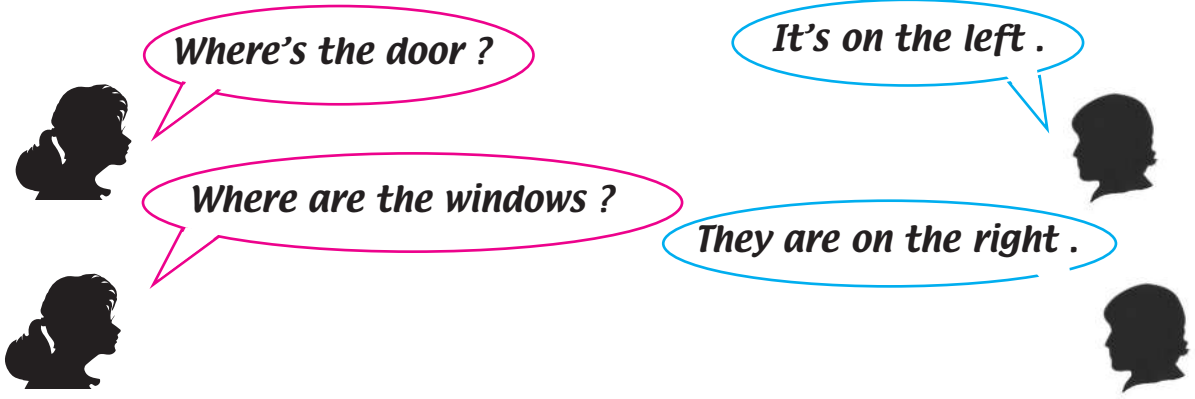 Where's the door ?
It's on the left .
Where are the windows ?
They are on the right .